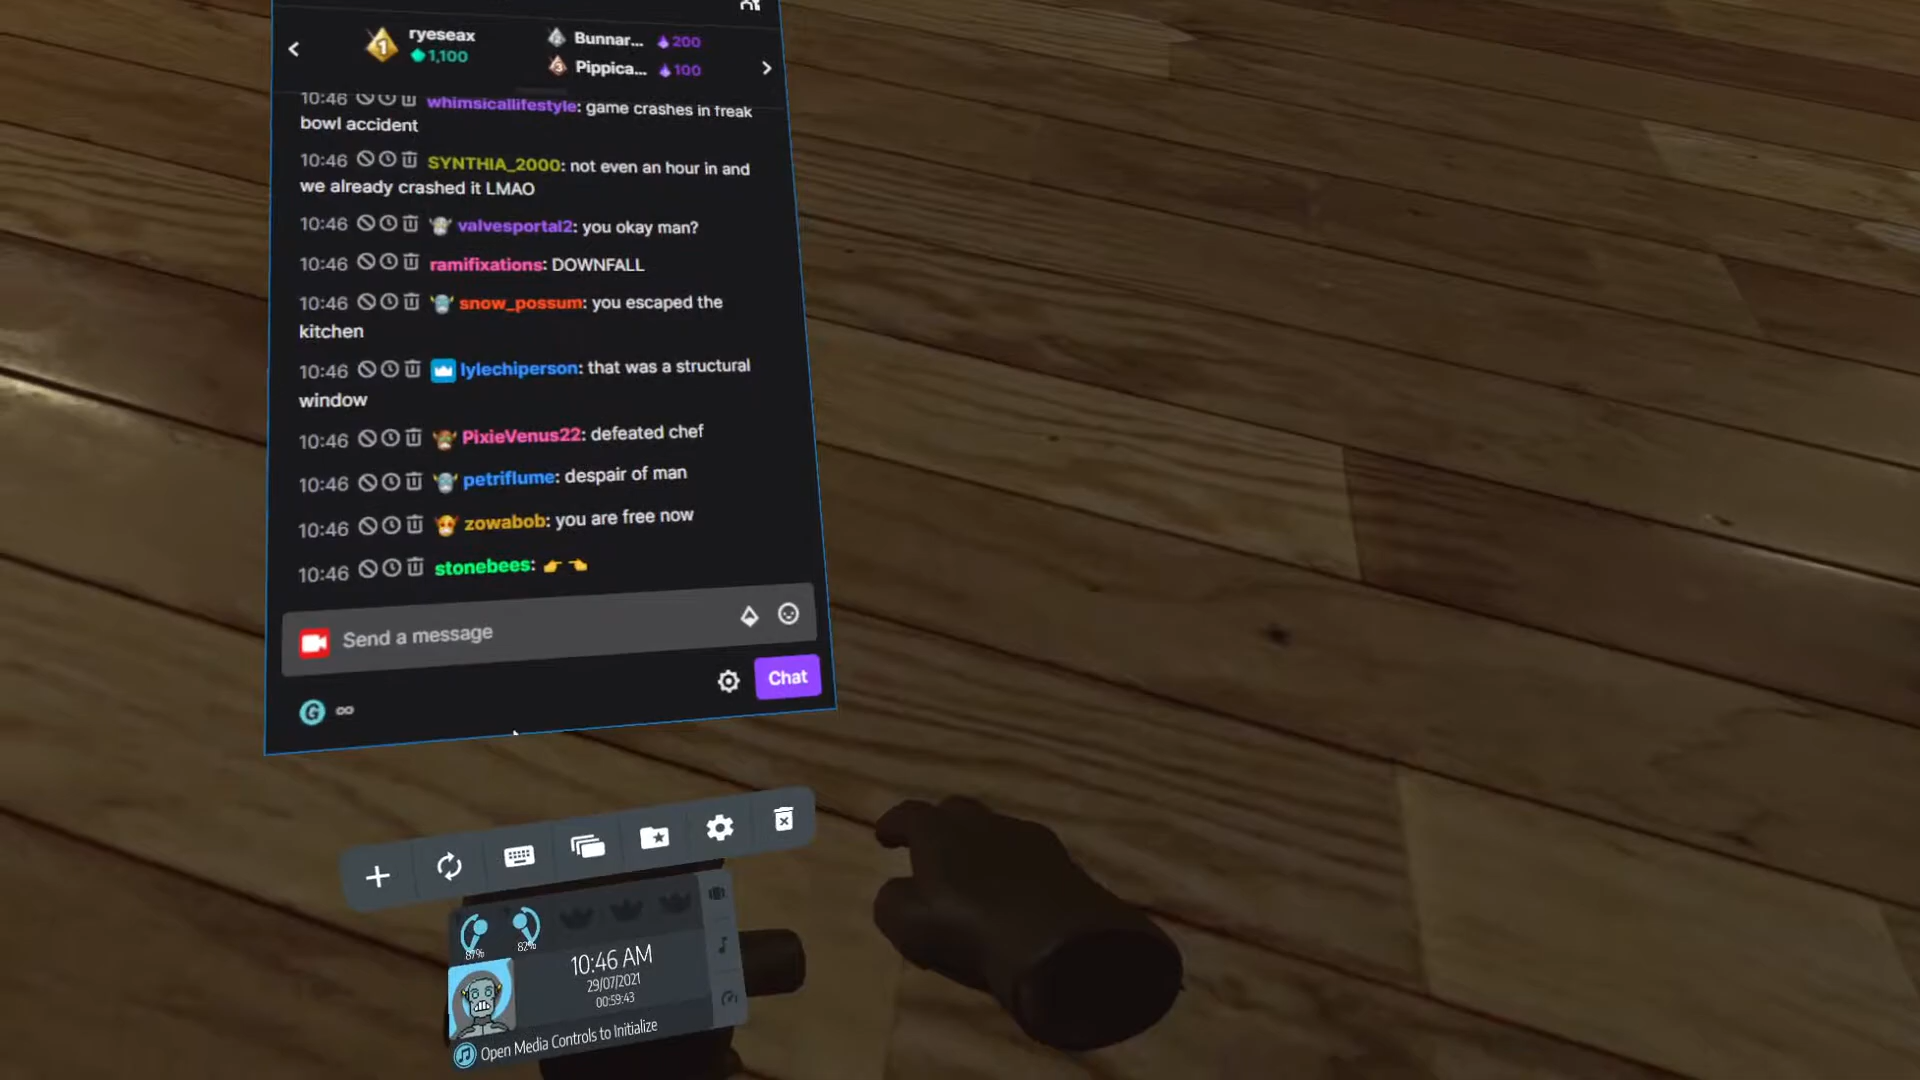 ryeseax
1,100
Bunnar... 200
Pippica... 100
10:46 whimsicallifestyle: game crashes in freak
bowl accident
10:46 SYNTHIA_2000: not even an hour in and
we already crashed it LMAO
10:46 valvesportal2: you okay man?
10:46 ramifixations: DOWNFALL
10:46 snow_possum: you escaped the
kitchen
10:46 lylechiperson: that was a structural
window
10:46 PixieVenus22: defeated chef
10:46 petriflume: despair of man
10:46 zowabob: you are free now
10:46 stonebees: 👉 👈
Send a message
Chat
G ∞
87% 82%
10:46 AM
29/07/2021
00:59:43
Open Media Controls to Initialize